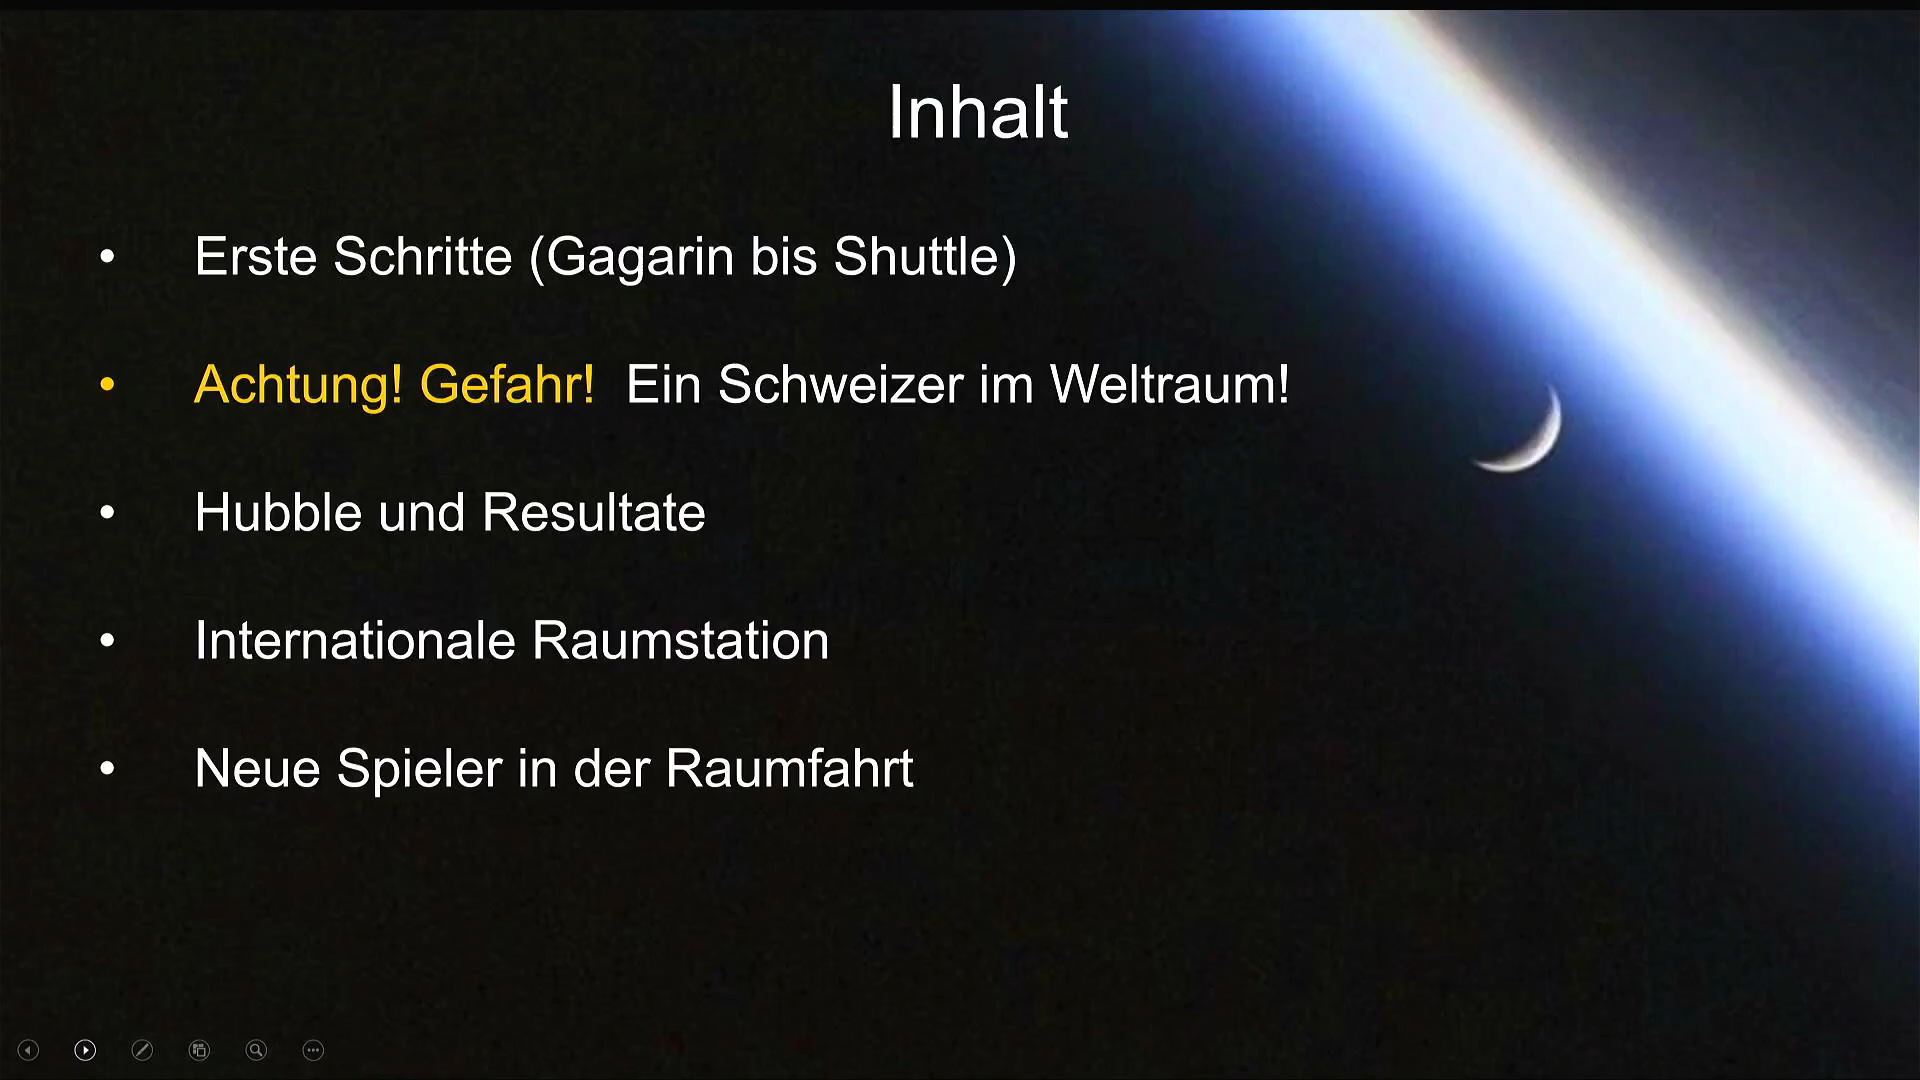 Inhalt
• Erste Schritte (Gagarin bis Shuttle)
• Achtung! Gefahr! Ein Schweizer im Weltraum!
• Hubble und Resultate
• Internationale Raumstation
• Neue Spieler in der Raumfahrt